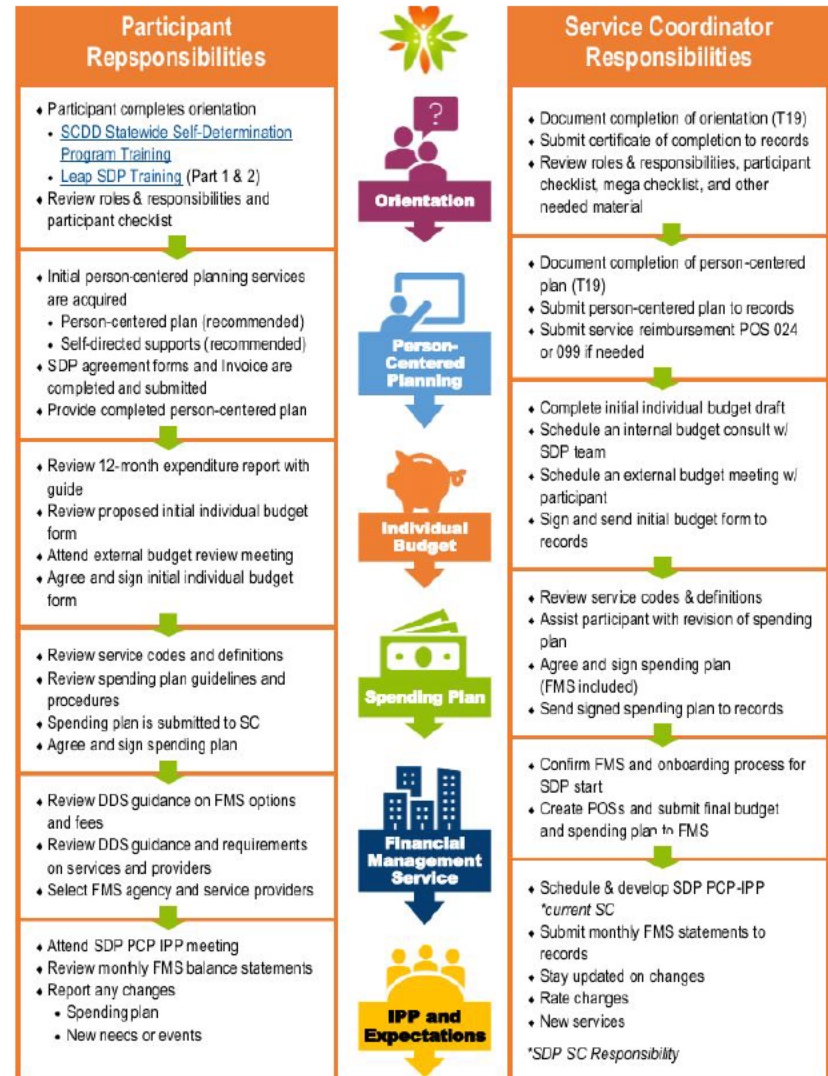 Participant
Repsponsibilities
♦ Participant completes orientation
• SCDD Statewide Self-Determination
Program Training
• Leap SDP Training (Part 1 & 2)
♦ Review roles & responsibilities and
participant checklist
♦ Initial person-centered planning services
are acquired
• Person-centered plan (recommended)
• Self-directed supports (recommended)
♦ SDP agreement forms and Invoice are
completed and submitted
♦ Provide completed person-centered plan
♦ Review 12-month expenditure report with
guide
♦ Review proposed initial individual budget
form
♦ Attend external budget review meeting
♦ Agree and sign initial individual budget
form
♦ Review service codes and definitions
♦ Review spending plan guidelines and
procedures
♦ Spending plan is submitted to SC
♦ Agree and sign spending plan
♦ Review DDS guidance on FMS options
and fees
♦ Review DDS guidance and requirements
on services and providers
♦ Select FMS agency and service providers
♦ Attend SDP PCP IPP meeting
♦ Review monthly FMS balance statements
♦ Report any changes
• Spending plan
• New needs or events
?
Orientation
Person-
Centered
Planning
Individual
Budget
Spending Plan
Financial
Management
Service
IPP and
Expectations
Service Coordinator
Responsibilities
♦ Document completion of orientation (T19)
♦ Submit certificate of completion to records
♦ Review roles & responsibilities, participant
checklist, mega checklist, and other
needed material
♦ Document completion of person-centered
plan (T19)
♦ Submit person-centered plan to records
♦ Submit service reimbursement POS 024
or 099 if needed
♦ Complete initial individual budget draft
♦ Schedule an internal budget consult w/
SDP team
♦ Schedule an external budget meeting w/
participant
♦ Sign and send initial budget form to
records
♦ Review service codes & definitions
♦ Assist participant with revision of spending
plan
♦ Agree and sign spending plan
(FMS included)
♦ Send signed spending plan to records
♦ Confirm FMS and onboarding process for
SDP start
♦ Create POSs and submit final budget
and spending plan to FMS
♦ Schedule & develop SDP PCP-IPP
*current SC
♦ Submit monthly FMS statements to
records
♦ Stay updated on changes
♦ Rate changes
♦ New services
*SDP SC Responsibility